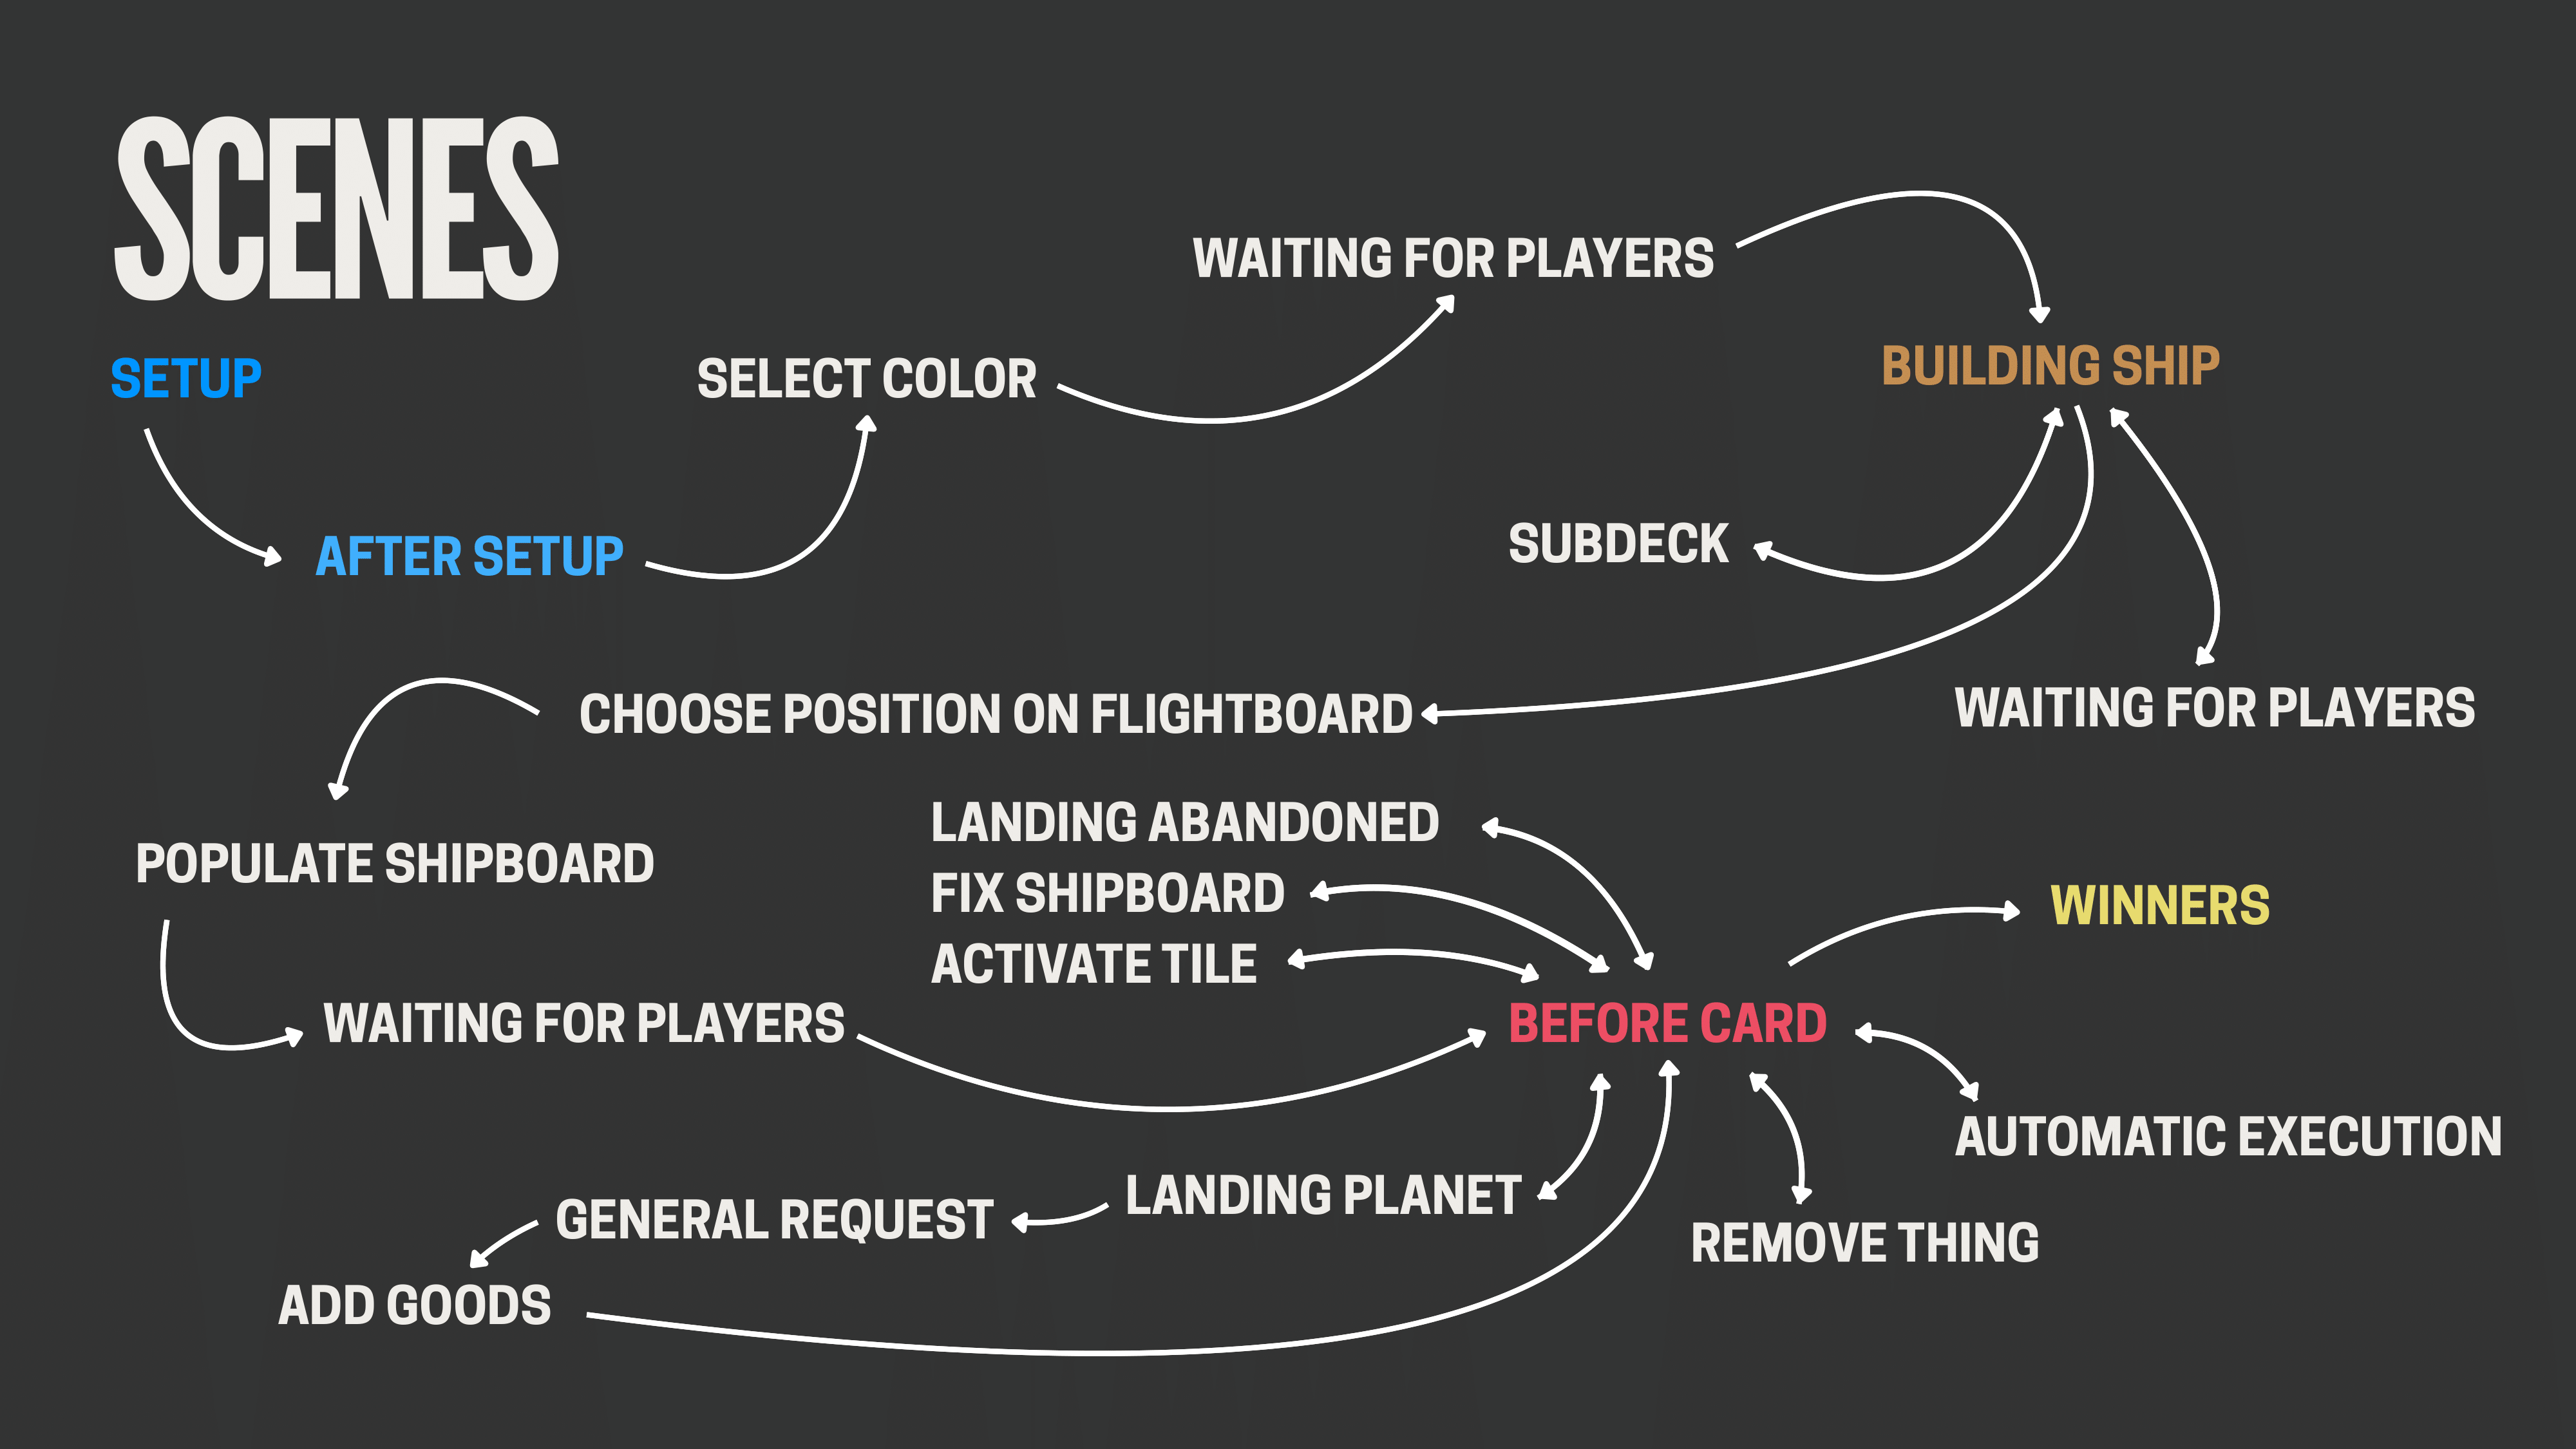 SCENES
SETUP
AFTER SETUP
SELECT COLOR
WAITING FOR PLAYERS
BUILDING SHIP
SUBDECK
WAITING FOR PLAYERS
CHOOSE POSITION ON FLIGHTBOARD
POPULATE SHIPBOARD
WAITING FOR PLAYERS
LANDING ABANDONED
FIX SHIPBOARD
ACTIVATE TILE
BEFORE CARD
WINNERS
AUTOMATIC EXECUTION
REMOVE THING
LANDING PLANET
GENERAL REQUEST
ADD GOODS